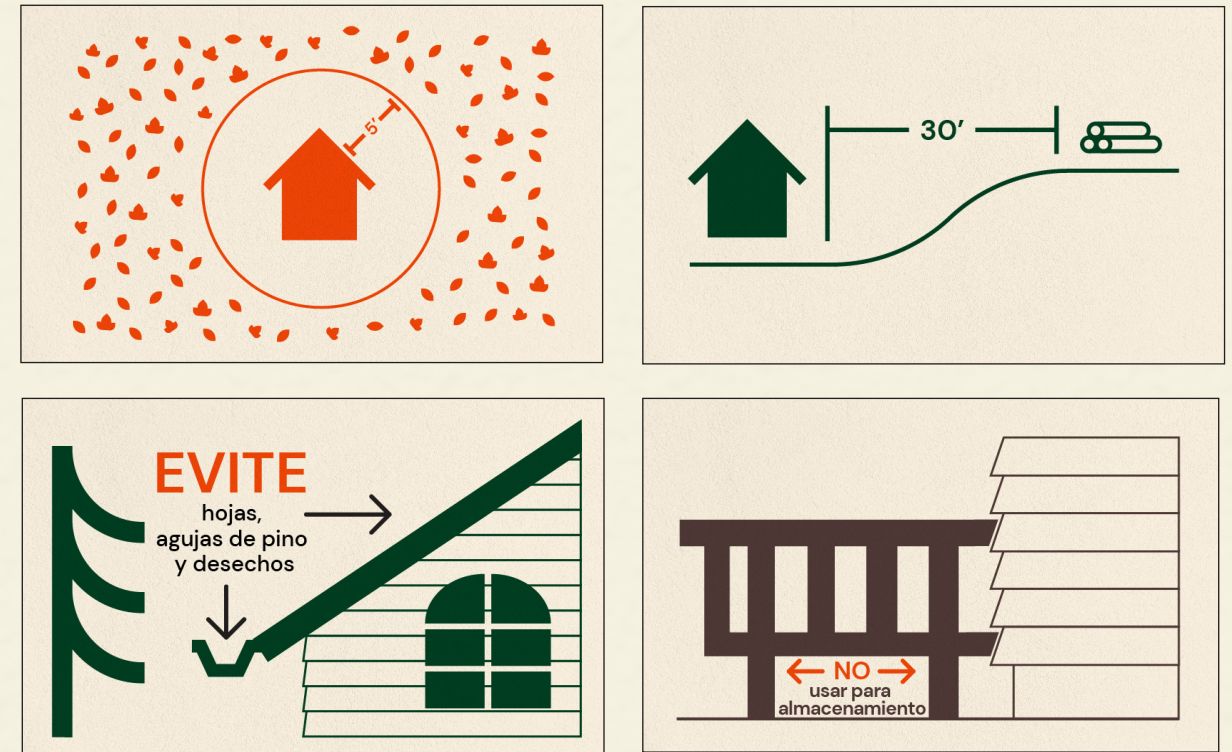 5’
30’
EVITE
hojas,
agujas de pino
y desechos
NO
usar para
almacenamiento